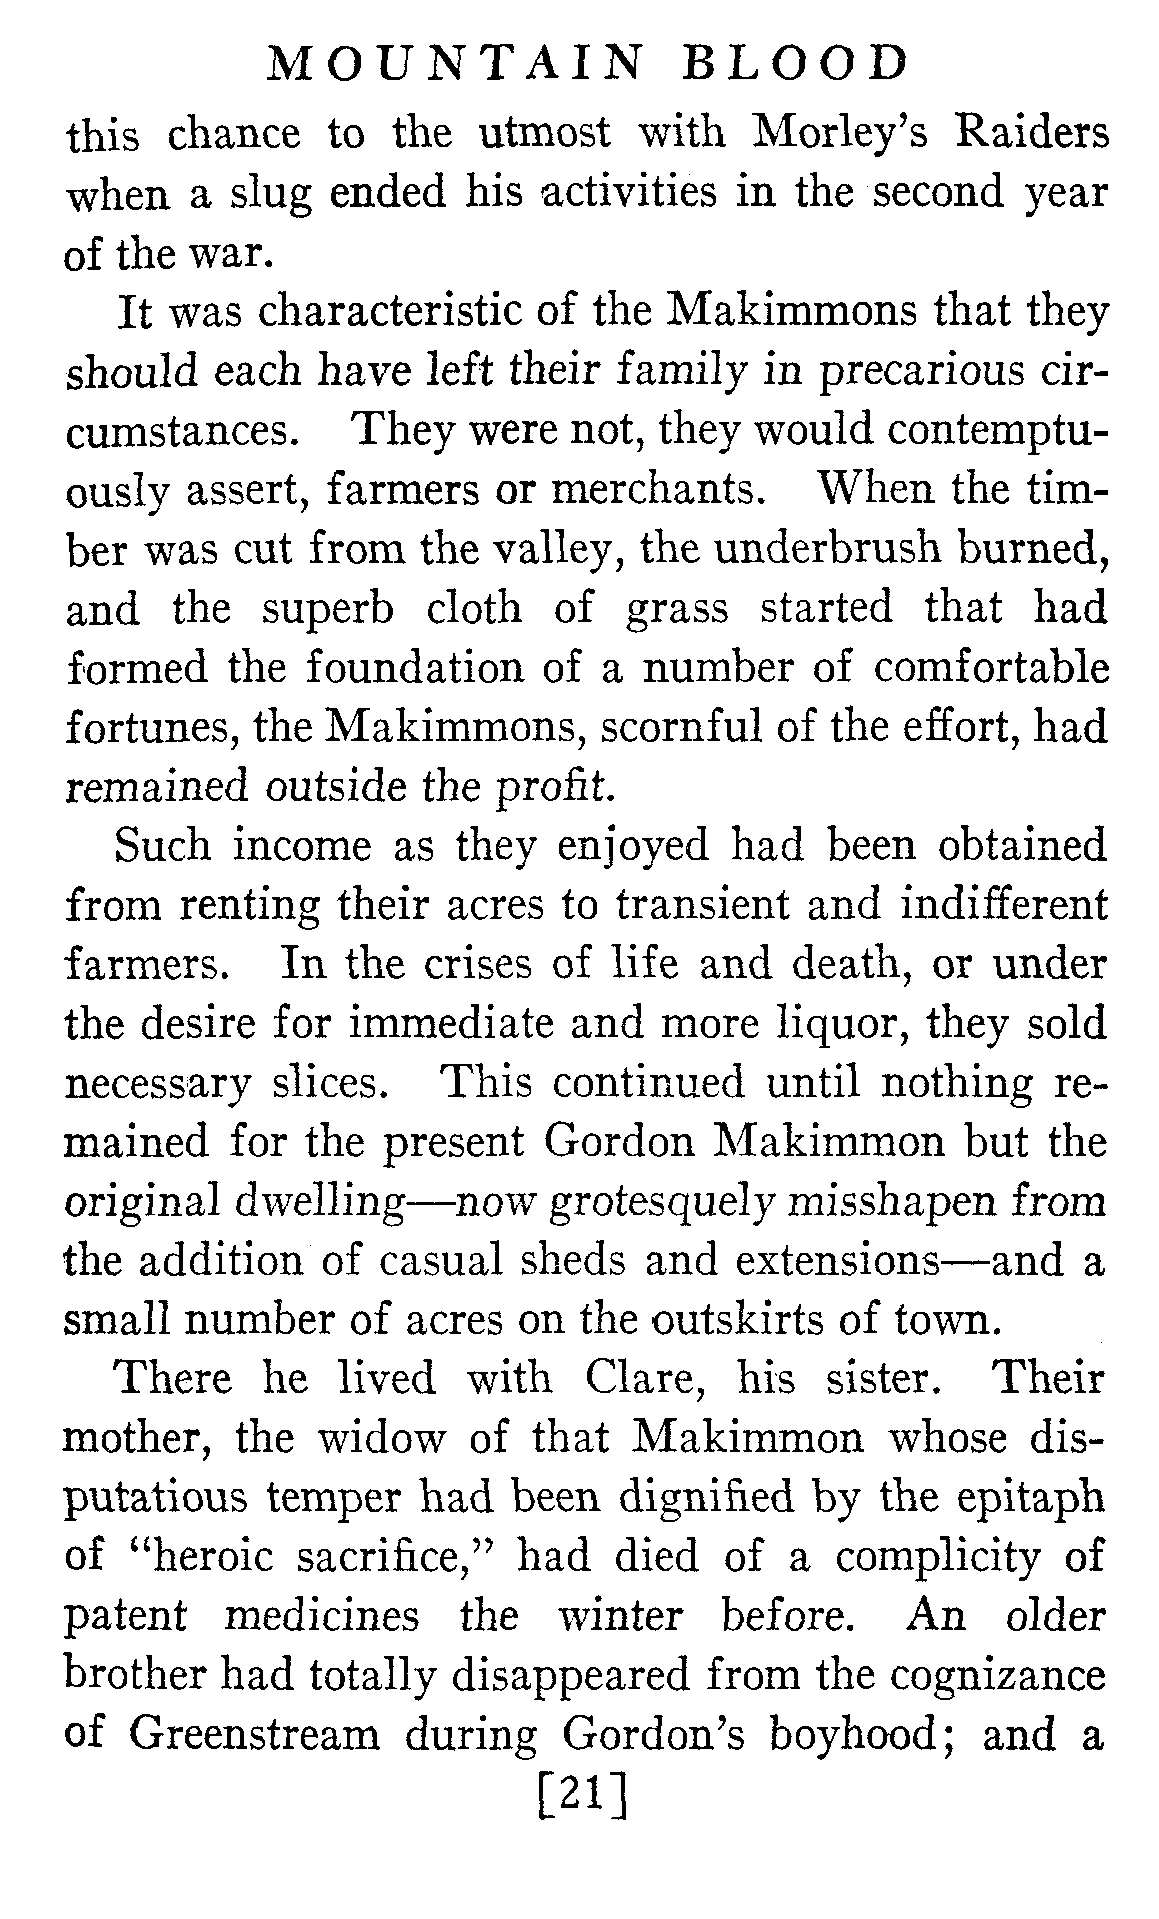 MOUNTAIN BLOOD
this chance to the utmost with Morley's Raiders
when a slug ended his activities in the second year
of the war.
It was characteristic of the Makimmons that they
should each have left their family in precarious cir-
cumstances. They were not, they would contemptu-
ously assert, farmers or merchants. When the tim-
ber was cut from the valley, the underbrush burned,
and the superb cloth of grass started that had
formed the foundation of a number of comfortable
fortunes, the Makimmons, scornful of the effort, had
remained outside the profit.
Such income as they enjoyed had been obtained
from renting their acres to transient and indifferent
farmers. In the crises of life and death, or under
the desire for immediate and more liquor, they sold
necessary slices. This continued until nothing re-
mained for the present Gordon Makimmon but the
original dwelling—now grotesquely misshapen from
the addition of casual sheds and extensions—and a
small number of acres on the outskirts of town.
There he lived with Clare, his sister. Their
mother, the widow of that Makimmon whose dis-
putatious temper had been dignified by the epitaph
of "heroic sacrifice," had died of a complicity of
patent medicines the winter before. An older
brother had totally disappeared from the cognizance
of Greenstream during Gordon's boyhood; and a
[21]